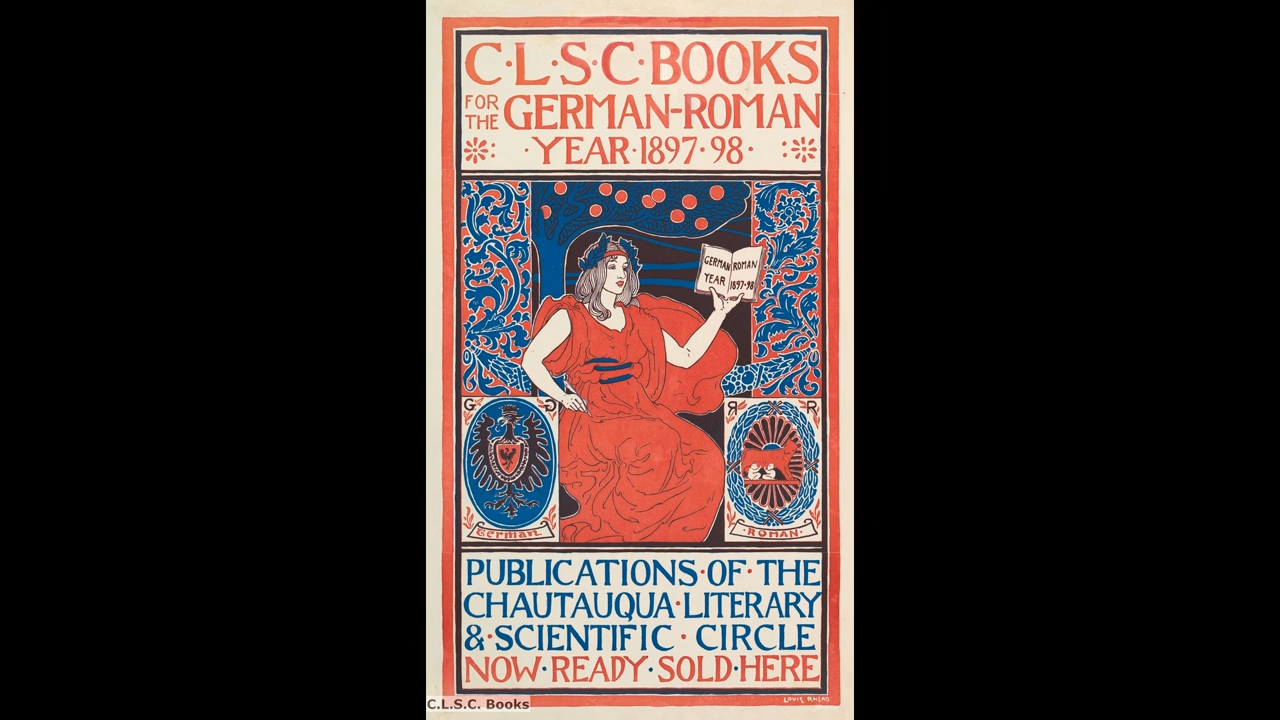 C·L·S·C·BOOKS
FOR THE GERMAN-ROMAN
·YEAR·1897·98·
GERMAN YEAR
ROMAN 1897·98
G G
R R
German
·ROMAN·
PUBLICATIONS·OF·THE
CHAUTAUQUA·LITERARY
&·SCIENTIFIC·CIRCLE
NOW·READY·SOLD·HERE
LOUIS RHEAD
C.L.S.C. Books